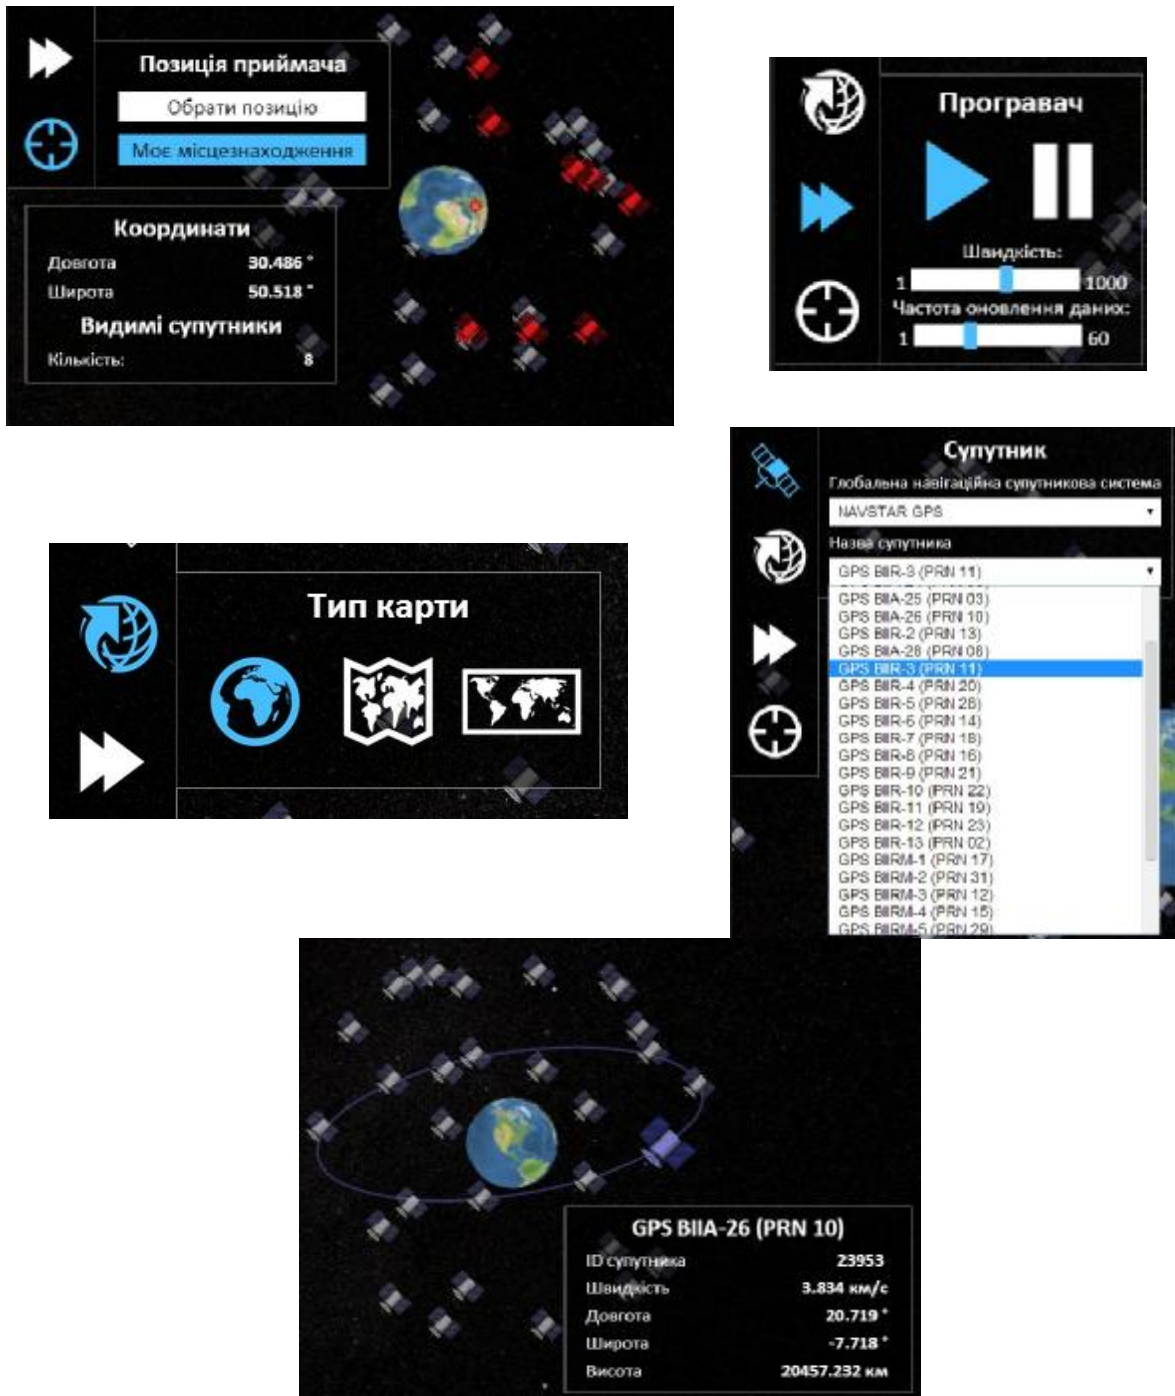 Позиція приймача
Обрати позицію
Моє місцезнаходження
Координати
Довгота 30.486 °
Широта 50.518 °
Видимі супутники
Кількість: 8
Програвач
Швидкість:
1 1000
Частота оновлення даних:
1 60
Супутник
Глобальна навігаційна супутникова система
NAVSTAR GPS
Назва супутника
GPS BIIR-3 (PRN 11)
GPS BIIA-25 (PRN 03)
GPS BIIA-26 (PRN 10)
GPS BIIR-2 (PRN 13)
GPS BIIA-28 (PRN 08)
GPS BIIR-3 (PRN 11)
GPS BIIR-4 (PRN 20)
GPS BIIR-5 (PRN 28)
GPS BIIR-6 (PRN 14)
GPS BIIR-7 (PRN 18)
GPS BIIR-8 (PRN 16)
GPS BIIR-9 (PRN 21)
GPS BIIR-10 (PRN 22)
GPS BIIR-11 (PRN 19)
GPS BIIR-12 (PRN 23)
GPS BIIR-13 (PRN 02)
GPS BIIRM-1 (PRN 17)
GPS BIIRM-2 (PRN 31)
GPS BIIRM-3 (PRN 12)
GPS BIIRM-4 (PRN 15)
GPS BIIRM-5 (PRN 29)
Тип карти
GPS BIIA-26 (PRN 10)
ID супутника 23953
Швидкість 3.834 км/с
Довгота 20.719 °
Широта -7.718 °
Висота 20457.232 км